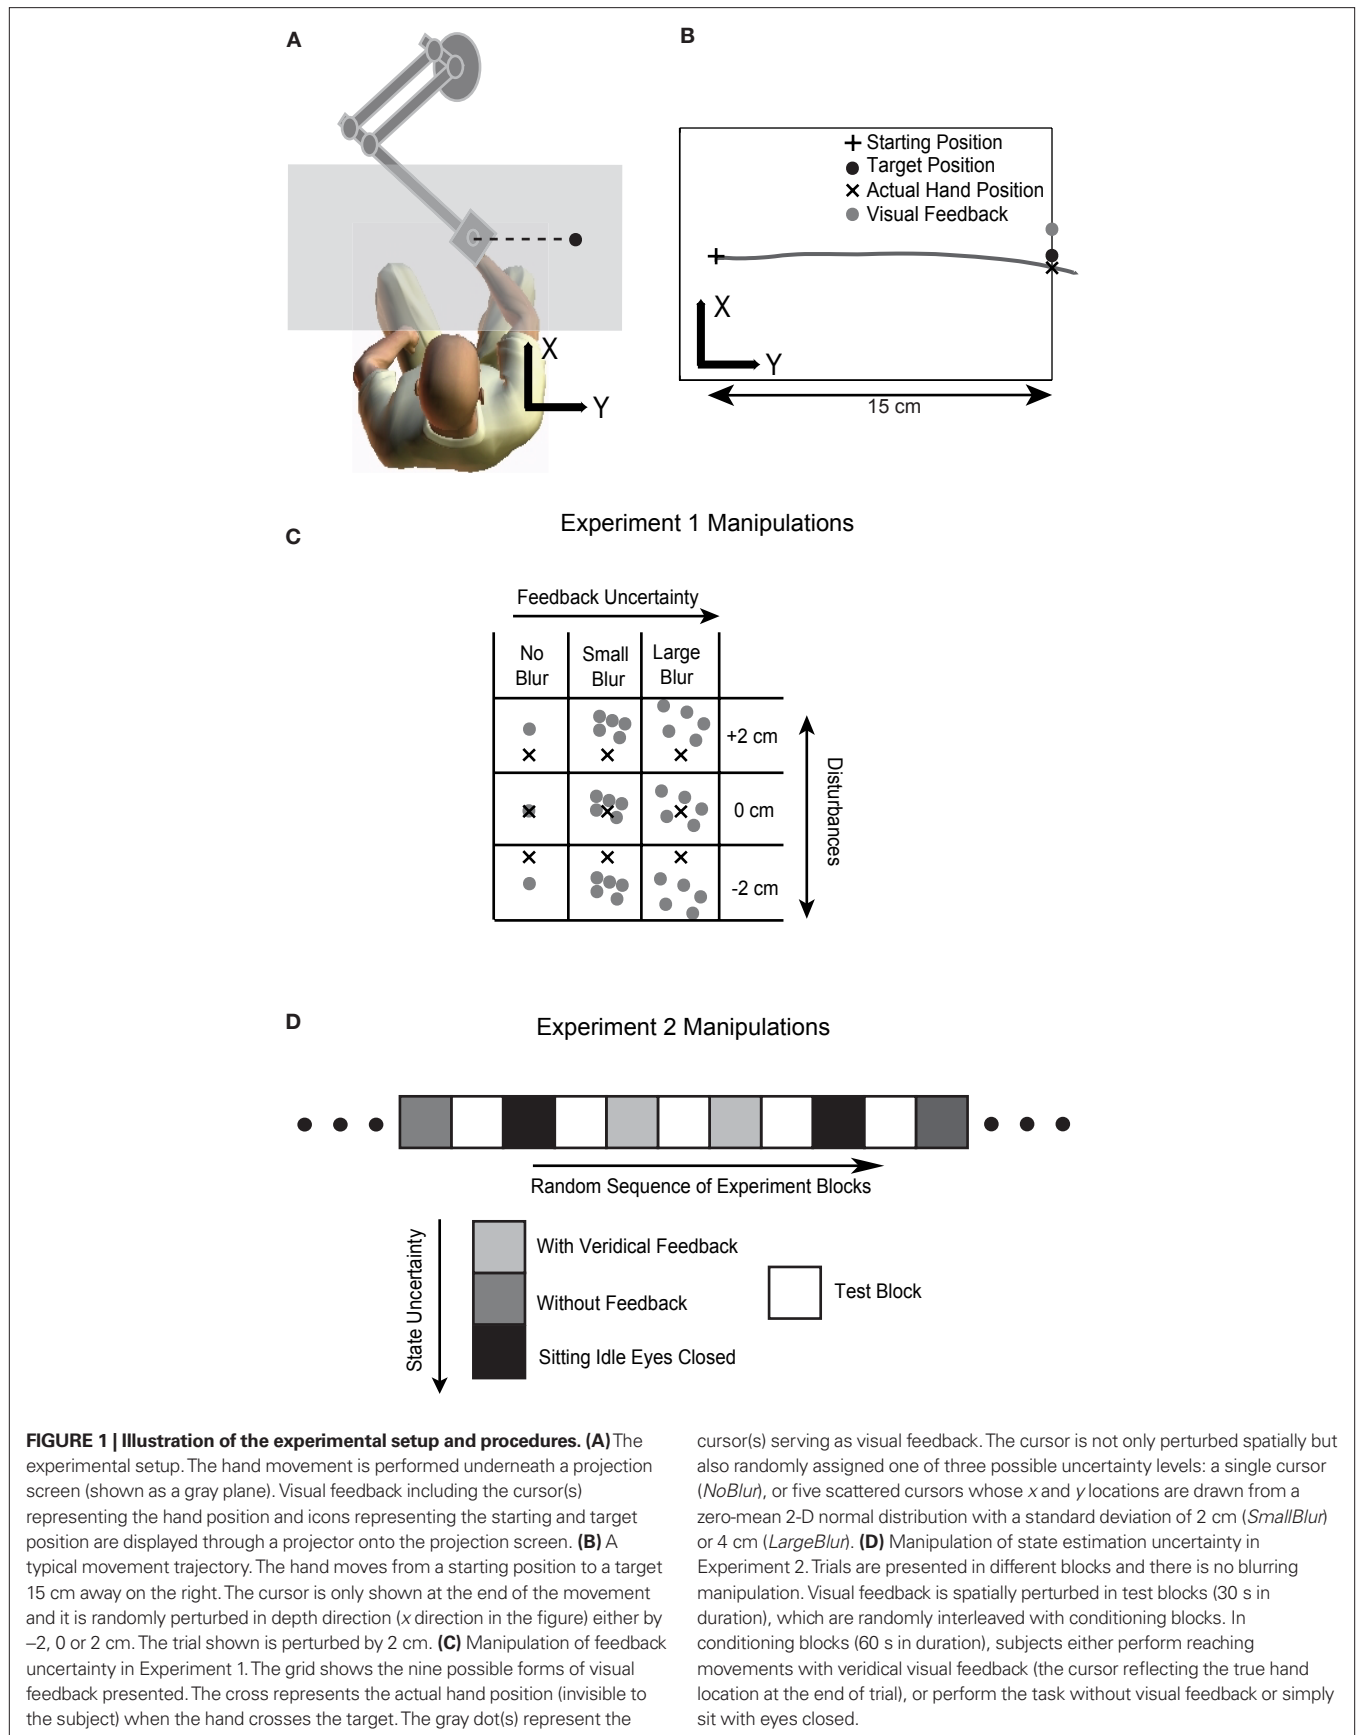 A
B
Starting Position
Target Position
Actual Hand Position
Visual Feedback
X
Y
X
Y
15 cm
C
Experiment 1 Manipulations
Feedback Uncertainty
No
Blur
Small
Blur
Large
Blur
+2 cm
0 cm
-2 cm
Disturbances
D
Experiment 2 Manipulations
Random Sequence of Experiment Blocks
State Uncertainty
With Veridical Feedback
Without Feedback
Sitting Idle Eyes Closed
Test Block
FIGURE 1 | Illustration of the experimental setup and procedures. (A) The
experimental setup. The hand movement is performed underneath a projection
screen (shown as a gray plane). Visual feedback including the cursor(s)
representing the hand position and icons representing the starting and target
position are displayed through a projector onto the projection screen. (B) A
typical movement trajectory. The hand moves from a starting position to a target
15 cm away on the right. The cursor is only shown at the end of the movement
and it is randomly perturbed in depth direction (x direction in the figure) either by
–2, 0 or 2 cm. The trial shown is perturbed by 2 cm. (C) Manipulation of feedback
uncertainty in Experiment 1. The grid shows the nine possible forms of visual
feedback presented. The cross represents the actual hand position (invisible to
the subject) when the hand crosses the target. The gray dot(s) represent the
cursor(s) serving as visual feedback. The cursor is not only perturbed spatially but
also randomly assigned one of three possible uncertainty levels: a single cursor
(NoBlur), or five scattered cursors whose x and y locations are drawn from a
zero-mean 2-D normal distribution with a standard deviation of 2 cm (SmallBlur)
or 4 cm (LargeBlur). (D) Manipulation of state estimation uncertainty in
Experiment 2. Trials are presented in different blocks and there is no blurring
manipulation. Visual feedback is spatially perturbed in test blocks (30 s in
duration), which are randomly interleaved with conditioning blocks. In
conditioning blocks (60 s in duration), subjects either perform reaching
movements with veridical visual feedback (the cursor reflecting the true hand
location at the end of trial), or perform the task without visual feedback or simply
sit with eyes closed.